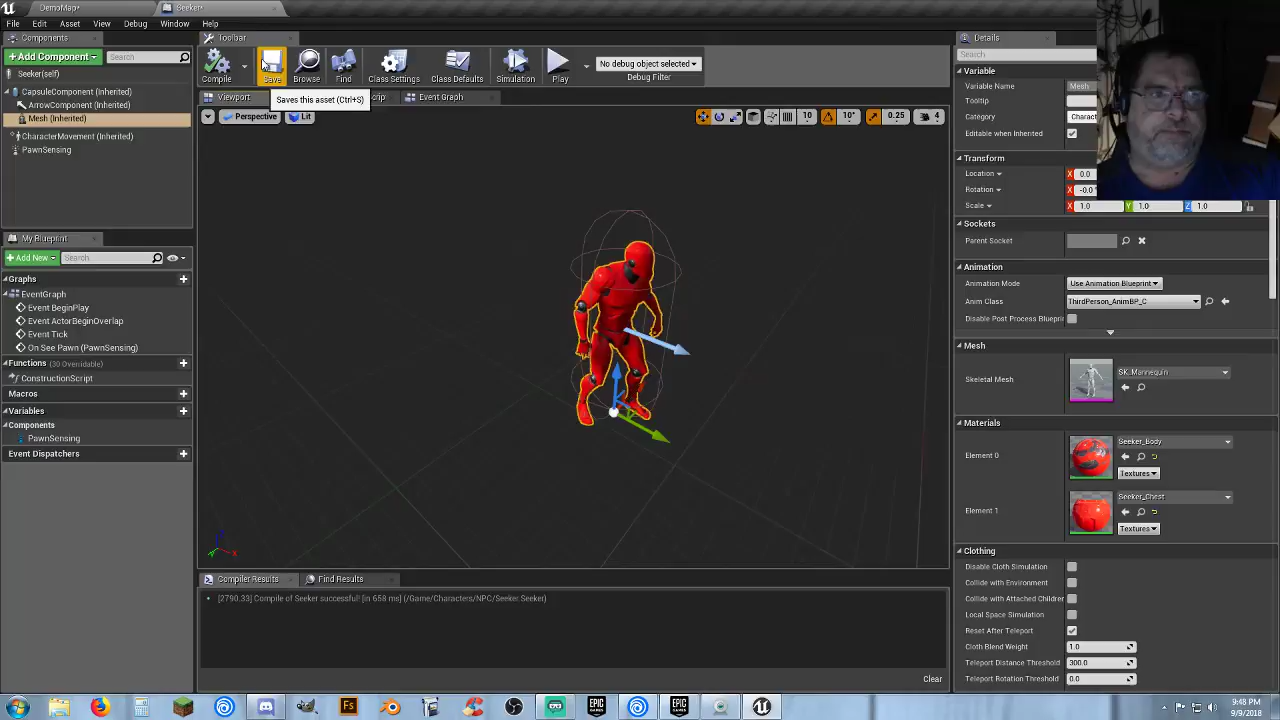 DemoMap*
Seeker*
File Edit Asset View Debug Window Help
Components
Toolbar
Details
Add Component
Search
Compile
Save
Browse
Find
Class Settings
Class Defaults
Simulation
Play
No debug object selected
Debug Filter
Search
Seeker(self)
CapsuleComponent (Inherited)
ArrowComponent (Inherited)
Mesh (Inherited)
CharacterMovement (Inherited)
PawnSensing
Saves this asset (Ctrl+S)
Viewport
Event Graph
Perspective
Lit
10
10°
0.25
4
My Blueprint
Add New
Search
Graphs
EventGraph
Event BeginPlay
Event ActorBeginOverlap
Event Tick
On See Pawn (PawnSensing)
Functions (30 Overridable)
ConstructionScript
Macros
Variables
Components
PawnSensing
Event Dispatchers
Variable
Variable Name Mesh
Tooltip
Category
Editable when Inherited
Transform
Location X 0.0
Rotation X -0.0
Scale X 1.0 Y 1.0 Z 1.0
Sockets
Parent Socket
Animation
Animation Mode Use Animation Blueprint
Anim Class ThirdPerson_AnimBP_C
Mesh
Skeletal Mesh SK_Mannequin
Materials
Element 0 Seeker_Body
Textures
Element 1 Seeker_Chest
Textures
Clothing
Disable Cloth Simulation
Collide with Environment
Collide with Attached Children
Local Space Simulation
Reset After Teleport
Cloth Blend Weight 1.0
Teleport Distance Threshold 300.0
Teleport Rotation Threshold 0.0
Compiler Results
Find Results
[2790.33] Compile of Seeker successful! [in 658 ms] (/Game/Characters/NPC/Seeker.Seeker)
Clear
9:48 PM
9/9/2018